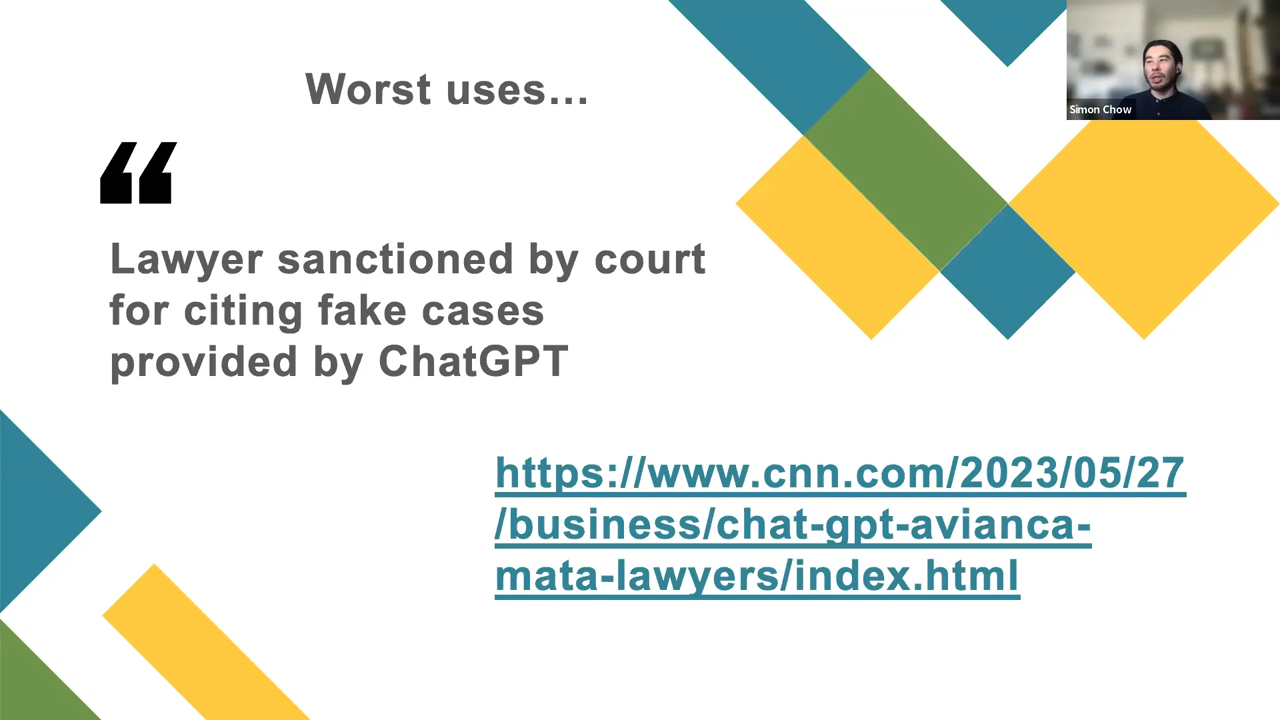 Worst uses...
Simon Chow
“
Lawyer sanctioned by court
for citing fake cases
provided by ChatGPT
https://www.cnn.com/2023/05/27
/business/chat-gpt-avianca-
mata-lawyers/index.html